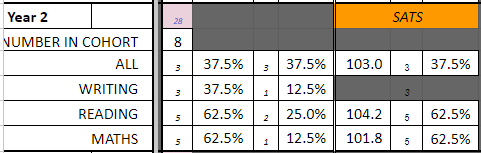 Year 2 28 SATS
NUMBER IN COHORT 8
ALL 3 37.5% 3 37.5% 103.0 3 37.5%
WRITING 3 37.5% 1 12.5% 3
READING 5 62.5% 2 25.0% 104.2 5 62.5%
MATHS 5 62.5% 1 12.5% 101.8 5 62.5%